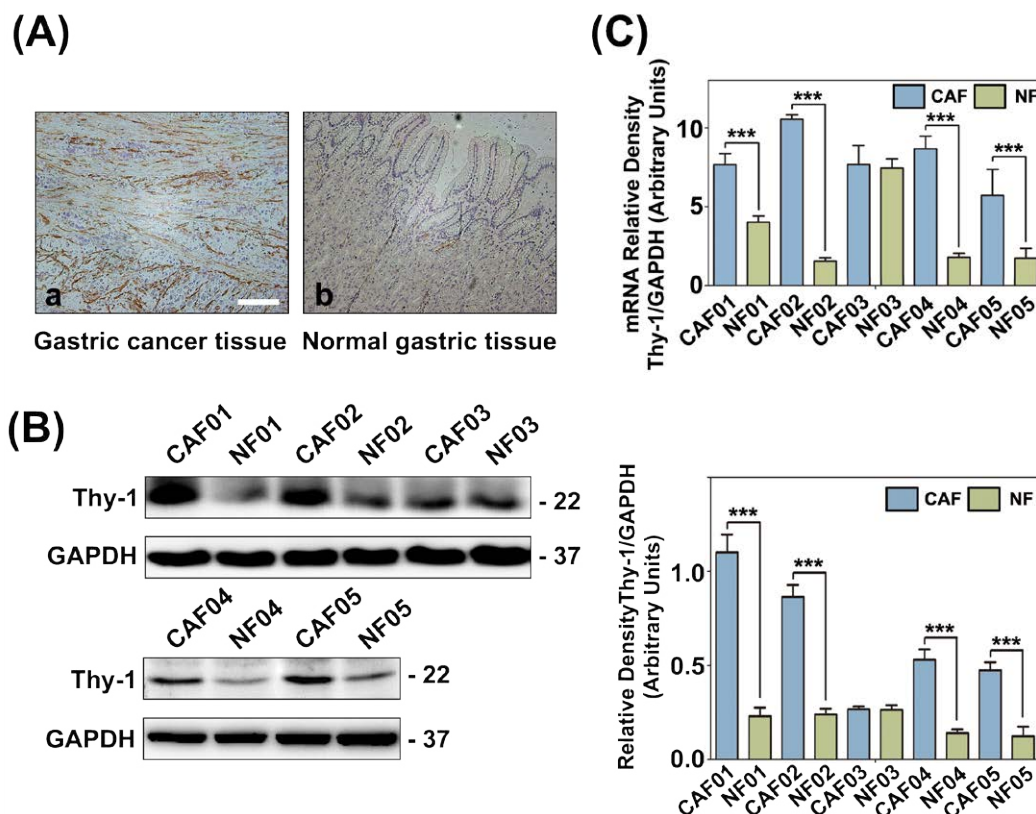 (A)
a
b
Gastric cancer tissue
Normal gastric tissue
(B)
CAF01
NF01
CAF02
NF02
CAF03
NF03
Thy-1
- 22
GAPDH
- 37
CAF04
NF04
CAF05
NF05
Thy-1
- 22
GAPDH
- 37
(C)
mRNA Relative Density
Thy-1/GAPDH (Arbitrary Units)
10
5
0
CAF
NF
***
***
***
***
CAF01
NF01
CAF02
NF02
CAF03
NF03
CAF04
NF04
CAF05
NF05
Relative DensityThy-1/GAPDH
(Arbitrary Units)
1.0
0.5
0.0
CAF
NF
***
***
***
***
CAF01
NF01
CAF02
NF02
CAF03
NF03
CAF04
NF04
CAF05
NF05